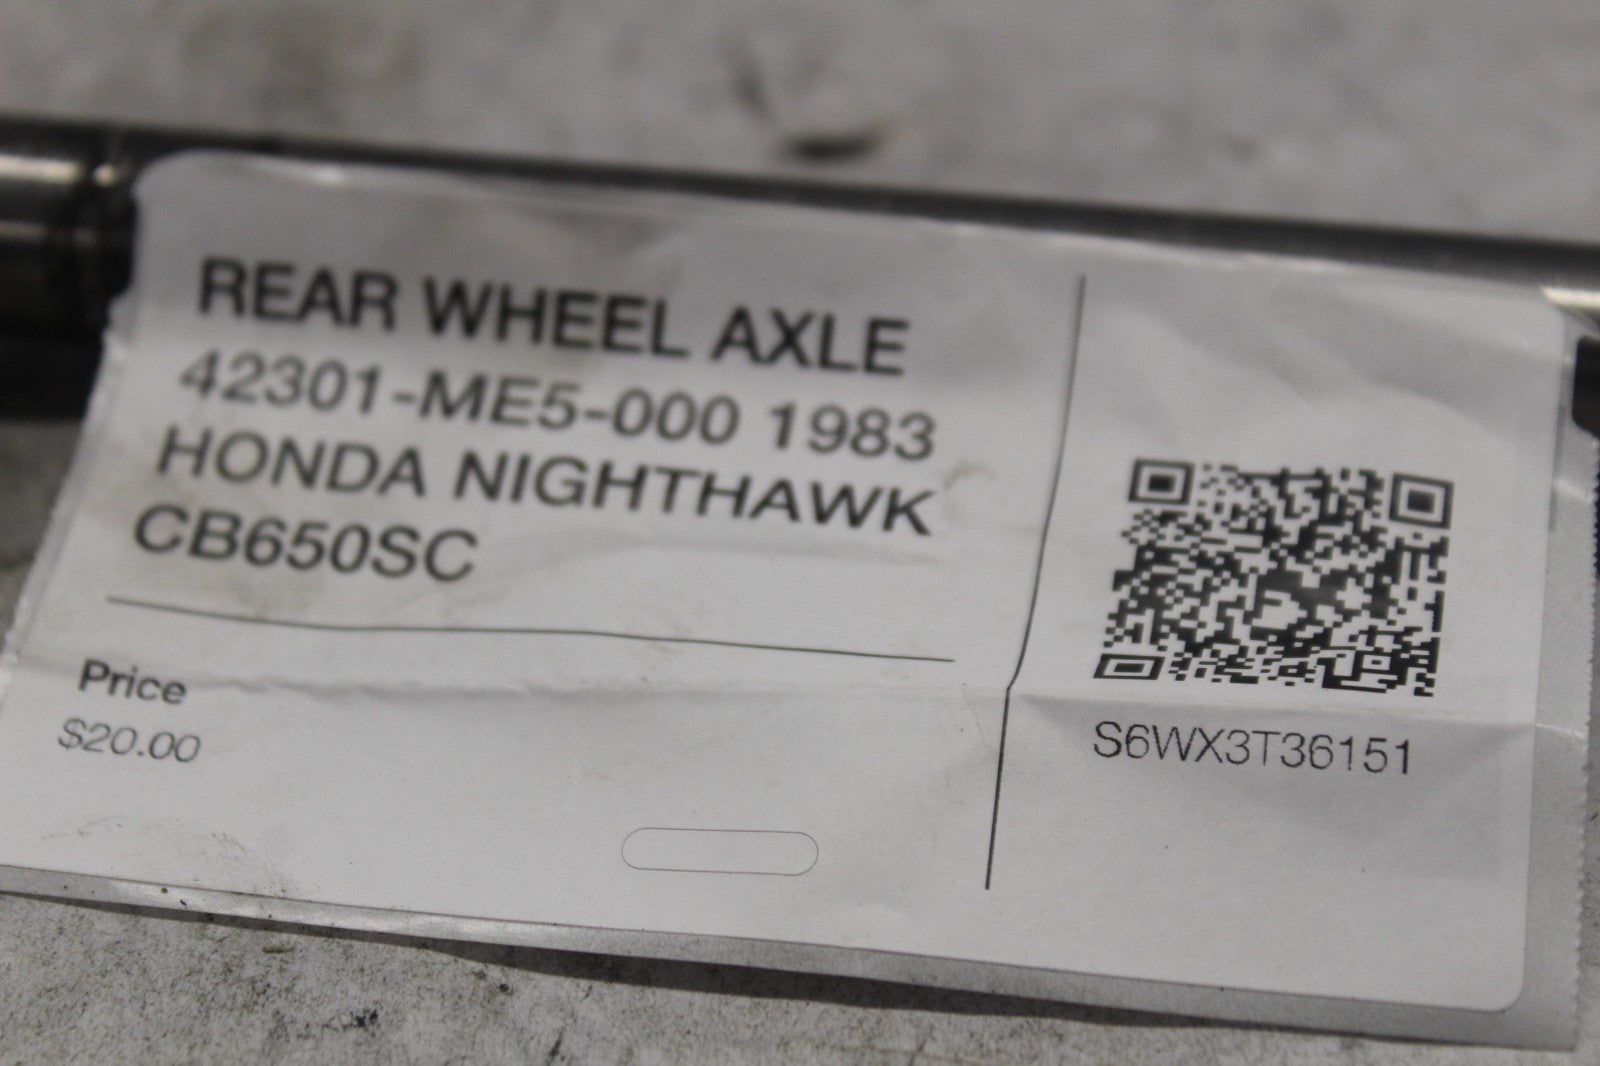 REAR WHEEL AXLE
42301-ME5-000 1983
HONDA NIGHTHAWK
CB650SC
Price
$20.00
S6WX3T36151